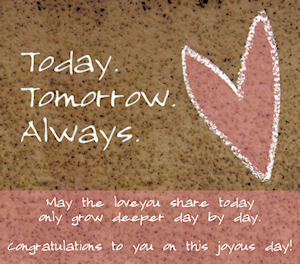 Today.
Tomorrow.
Always.
May the loveyou share today
only grow deeper day by day.
Congratulations to you on this joyous day!